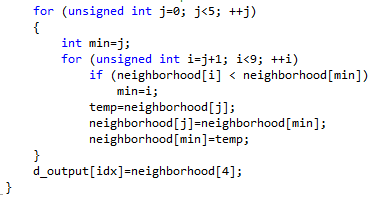 for (unsigned int j=0; j<5; ++j)
{
int min=j;
for (unsigned int i=j+1; i<9; ++i)
if (neighborhood[i] < neighborhood[min])
min=i;
temp=neighborhood[j];
neighborhood[j]=neighborhood[min];
neighborhood[min]=temp;
}
d_output[idx]=neighborhood[4];
}